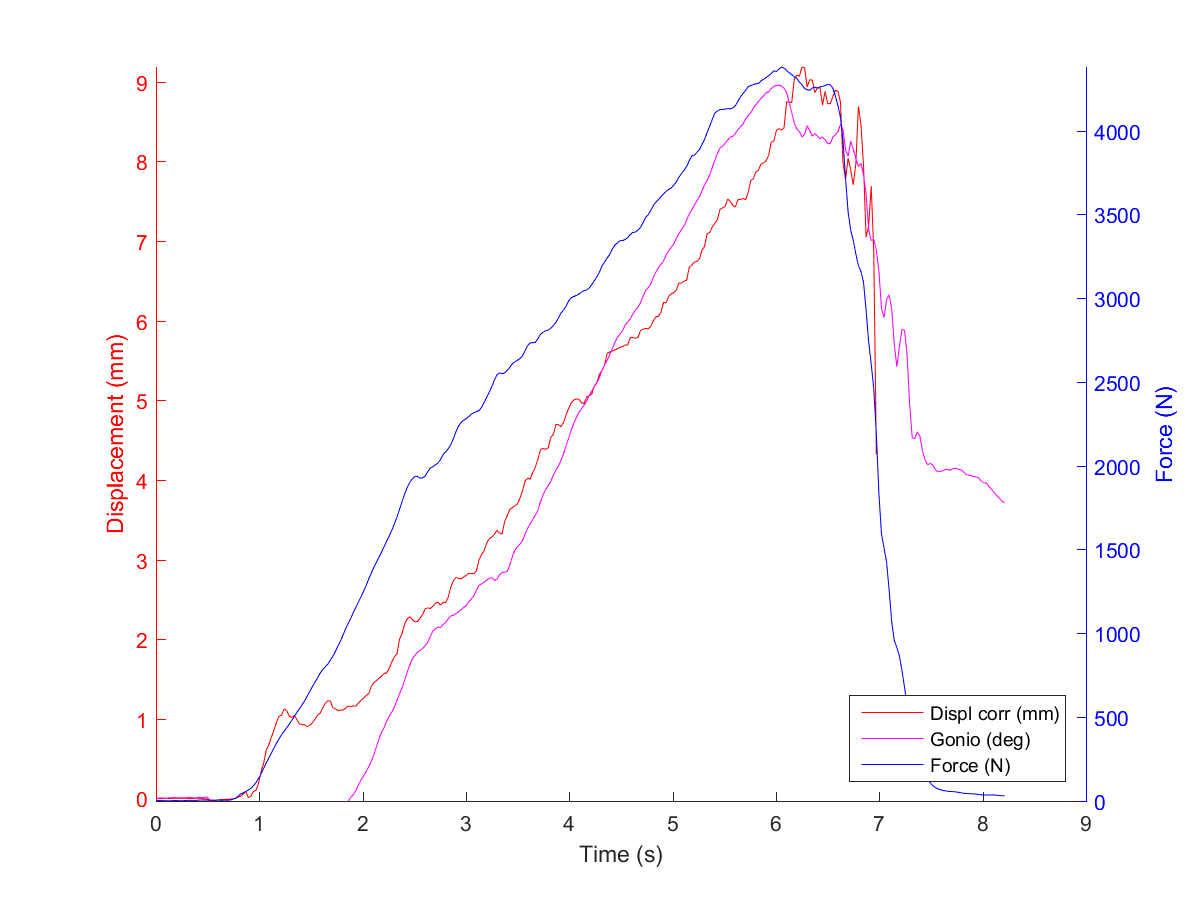 9
8
7
6
5
4
3
2
1
0
Displacement (mm)
4000
3500
3000
2500
2000
1500
1000
500
0
Force (N)
Displ corr (mm)
Gonio (deg)
Force (N)
0 1 2 3 4 5 6 7 8 9
Time (s)